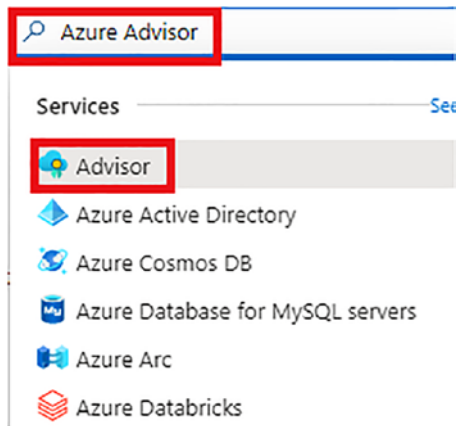 Azure Advisor
Services See
Advisor
Azure Active Directory
Azure Cosmos DB
Azure Database for MySQL servers
Azure Arc
Azure Databricks